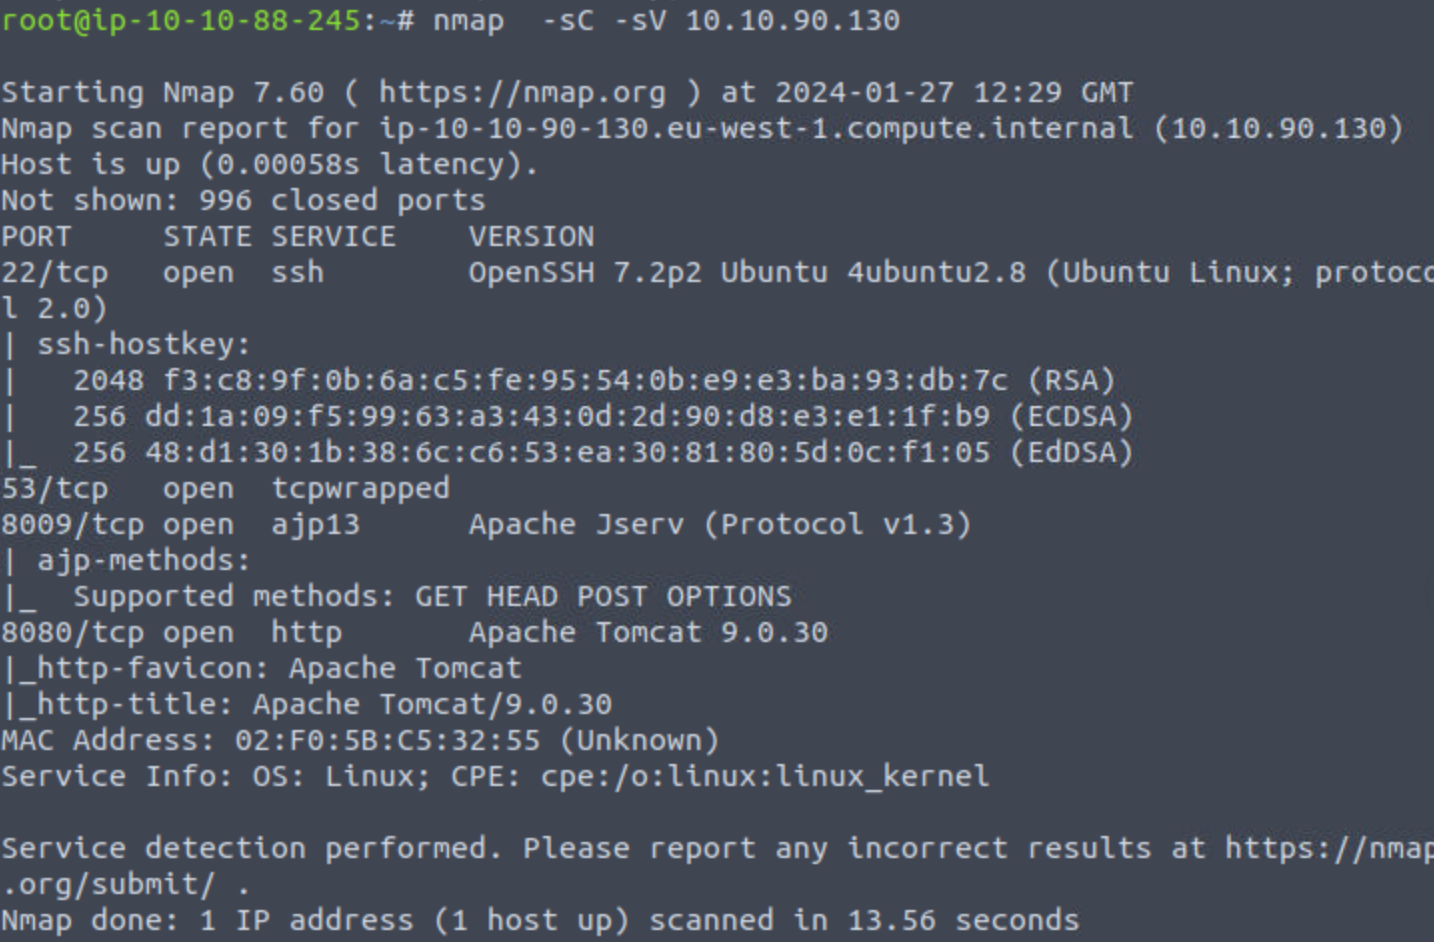 root@ip-10-10-88-245:~# nmap  -sC -sV 10.10.90.130
Starting Nmap 7.60 ( https://nmap.org ) at 2024-01-27 12:29 GMT
Nmap scan report for ip-10-10-90-130.eu-west-1.compute.internal (10.10.90.130)
Host is up (0.00058s latency).
Not shown: 996 closed ports
PORT     STATE SERVICE    VERSION
22/tcp   open  ssh        OpenSSH 7.2p2 Ubuntu 4ubuntu2.8 (Ubuntu Linux; protoco
l 2.0)
| ssh-hostkey:
|   2048 f3:c8:9f:0b:6a:c5:fe:95:54:0b:e9:e3:ba:93:db:7c (RSA)
|   256 dd:1a:09:f5:99:63:a3:43:0d:2d:90:d8:e3:e1:1f:b9 (ECDSA)
|_  256 48:d1:30:1b:38:6c:c6:53:ea:30:81:80:5d:0c:f1:05 (EdDSA)
53/tcp   open  tcpwrapped
8009/tcp open  ajp13      Apache Jserv (Protocol v1.3)
| ajp-methods:
|_  Supported methods: GET HEAD POST OPTIONS
8080/tcp open  http       Apache Tomcat 9.0.30
|_http-favicon: Apache Tomcat
|_http-title: Apache Tomcat/9.0.30
MAC Address: 02:F0:5B:C5:32:55 (Unknown)
Service Info: OS: Linux; CPE: cpe:/o:linux:linux_kernel
Service detection performed. Please report any incorrect results at https://nmap
.org/submit/ .
Nmap done: 1 IP address (1 host up) scanned in 13.56 seconds